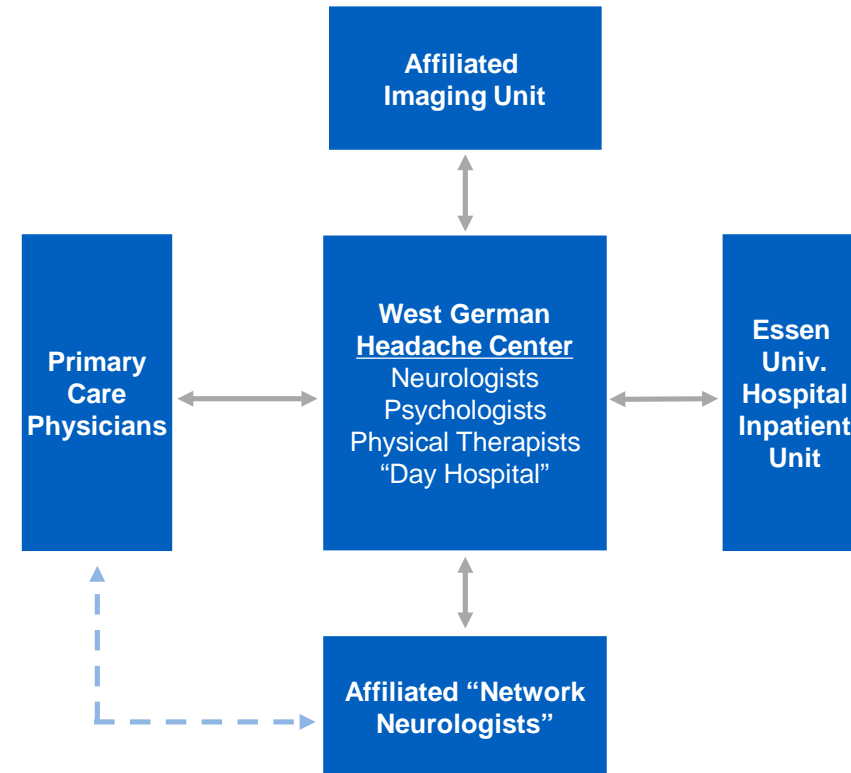 Affiliated
Imaging Unit
Primary
Care
Physicians
West German
Headache Center
Neurologists
Psychologists
Physical Therapists
“Day Hospital”
Essen
Univ.
Hospital
Inpatient
Unit
Affiliated “Network
Neurologists”